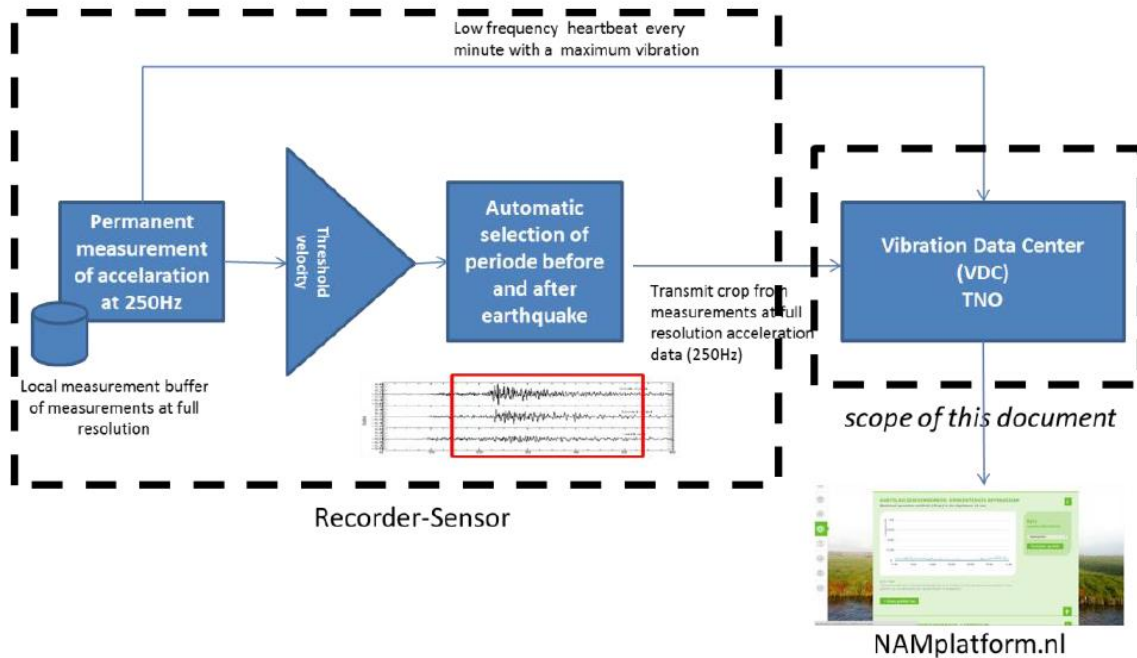 Low frequency heartbeat every
minute with a maximum vibration
Permanent
measurement
of accelaration
at 250Hz
Threshold
velocity
Automatic
selection of
periode before
and after
earthquake
Vibration Data Center
(VDC)
TNO
Transmit crop from
measurements at full
resolution acceleration
data (250Hz)
Local measurement buffer
of measurements at full
resolution
scope of this document
Recorder-Sensor
NAMplatform.nl